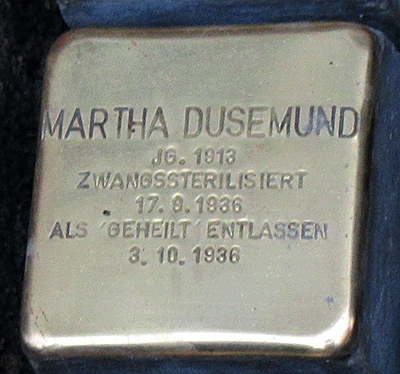 MARTHA DUSEMUND
JG. 1913
ZWANGSSTERILISIERT
17. 9. 1936
ALS ´GEHEILT´ ENTLASSEN
3. 10. 1936